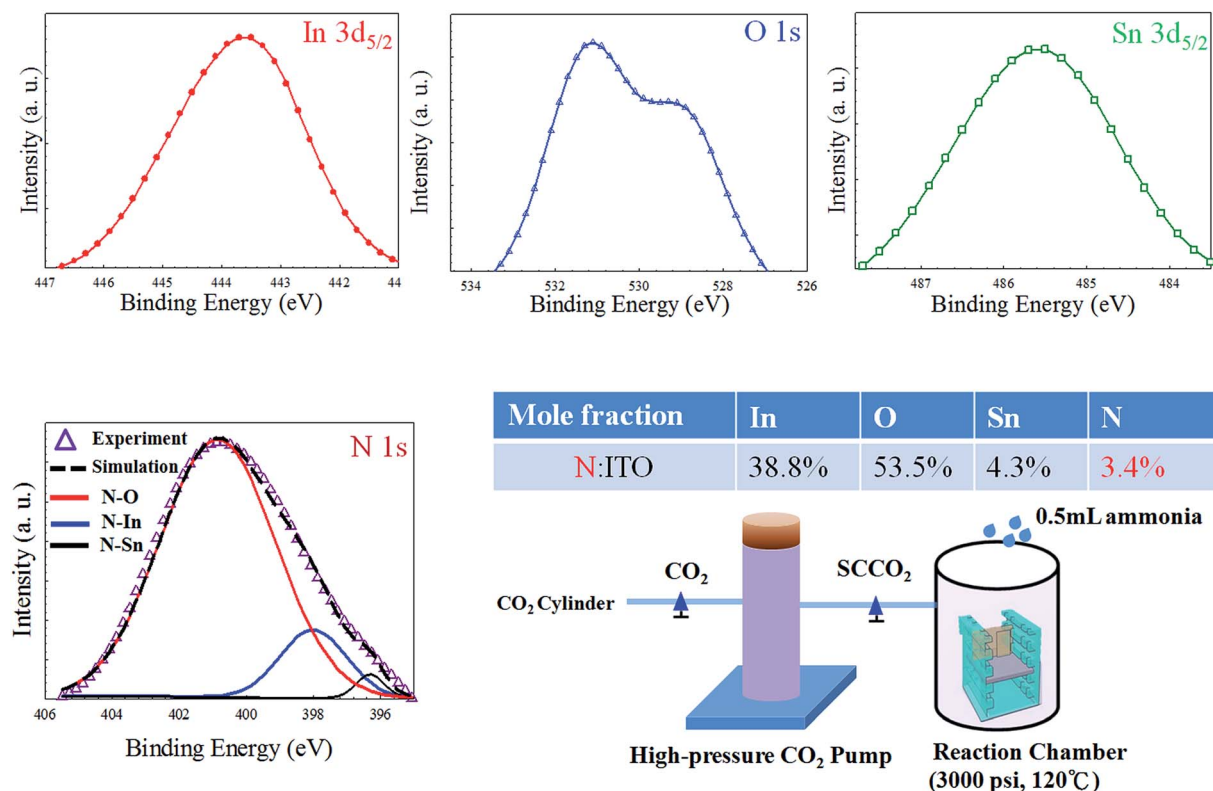 In 3d5/2
Intensity (a. u.)
447 446 445 444 443 442 44
Binding Energy (eV)
O 1s
Intensity (a. u.)
534 532 530 528 526
Binding Energy (eV)
Sn 3d5/2
Intensity (a. u.)
487 486 485 484
Binding Energy (eV)
N 1s
Experiment
Simulation
N-O
N-In
N-Sn
Intensity (a. u.)
406 404 402 400 398 396
Binding Energy (eV)
Mole fraction In O Sn N
N:ITO 38.8% 53.5% 4.3% 3.4%
0.5mL ammonia
CO2 SCCO2
CO2 Cylinder
High-pressure CO2 Pump
Reaction Chamber
(3000 psi, 120℃)